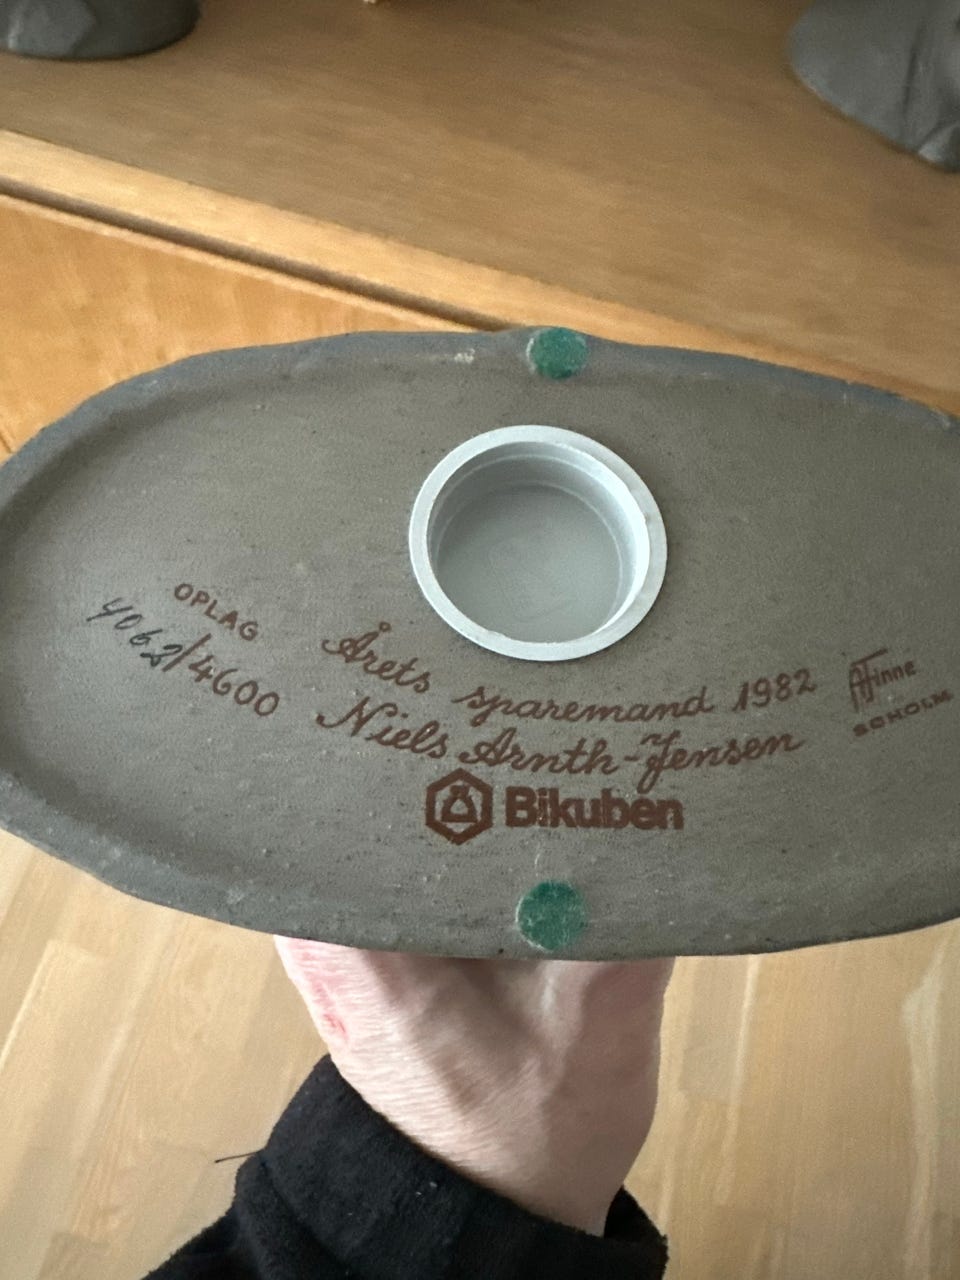 OPLAG
4062/4600
Årets sparemand 1982
Niels Arnth-Jensen
Bikuben
AFinne
SCHOLM